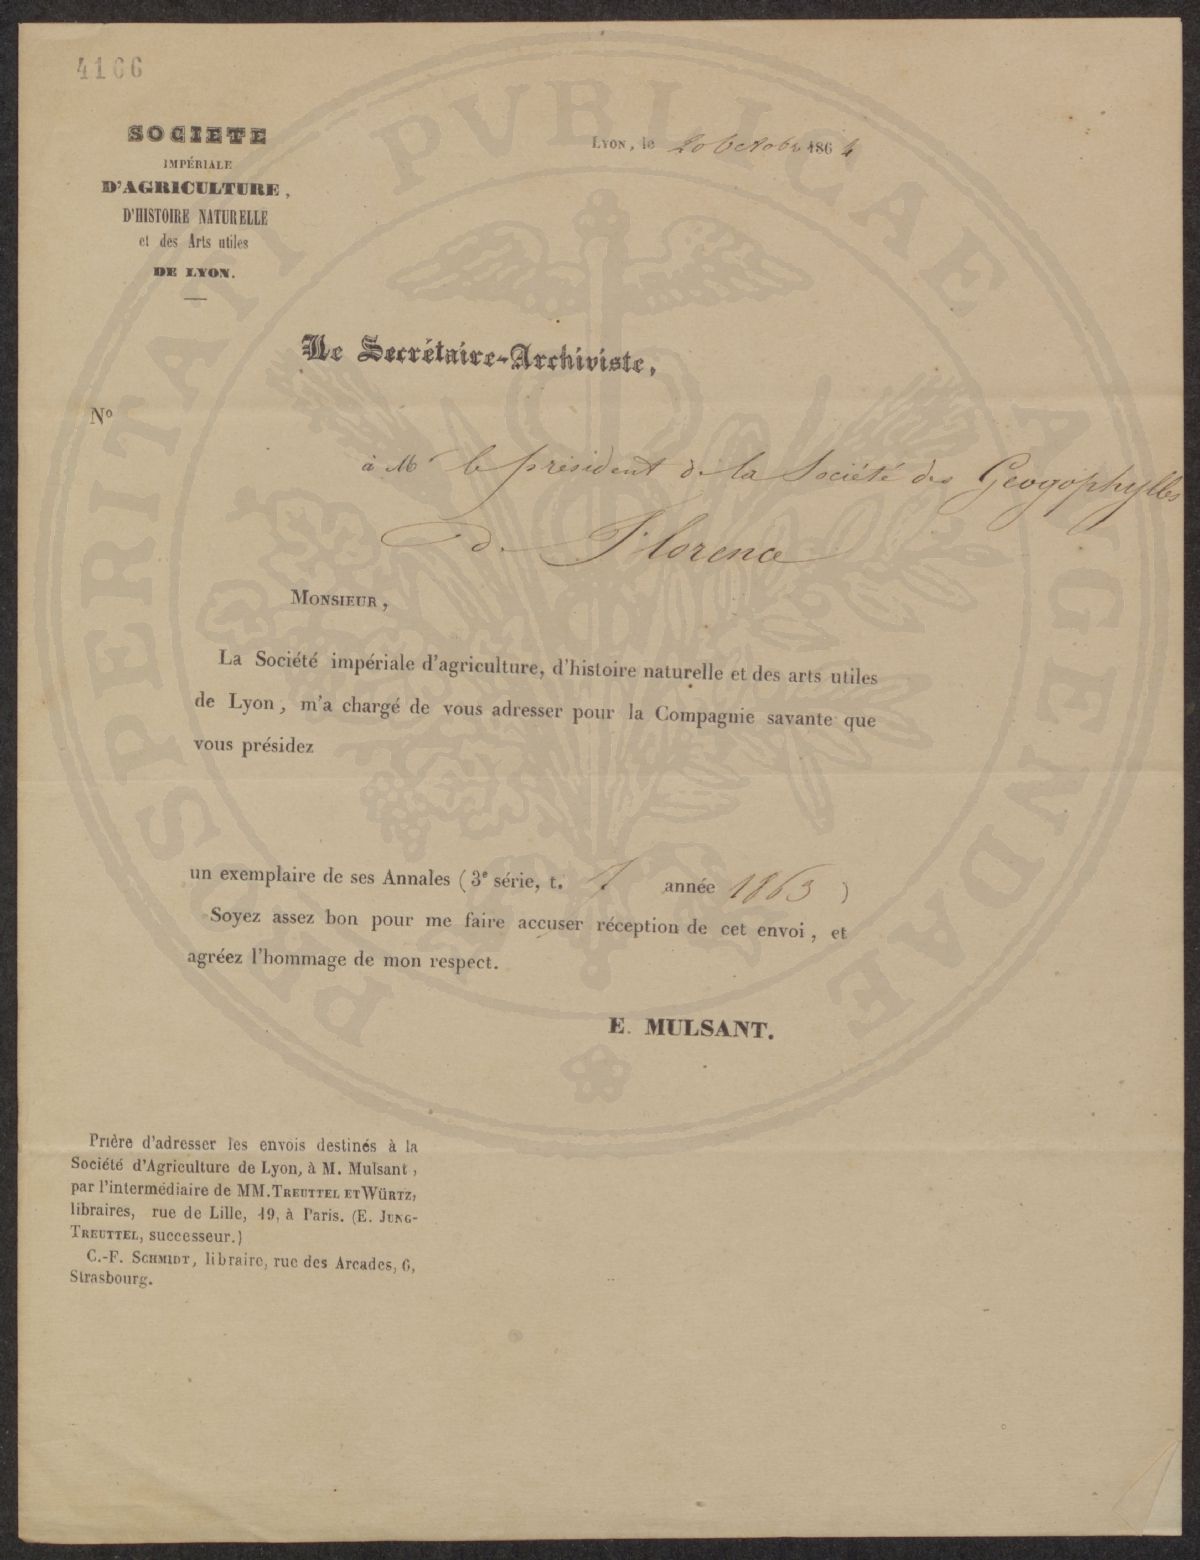 4166
SOCIETE
IMPÉRIALE
D'AGRICULTURE,
D'HISTOIRE NATURELLE
et des Arts utiles
DE LYON.
LYON, le 20 Octobre 1864
Le Secrétaire-Archiviste,
N°
à Mr le président de la Société des Geogophylles
de Florence
MONSIEUR,
La Société impériale d'agriculture, d'histoire naturelle et des arts utiles
de Lyon, m'a chargé de vous adresser pour la Compagnie savante que
vous présidez
un exemplaire de ses Annales (3e série, t. 7 année 1863)
Soyez assez bon pour me faire accuser réception de cet envoi, et
agréez l'hommage de mon respect.
E. MULSANT.
Prière d'adresser les envois destinés à la
Société d'Agriculture de Lyon, à M. Mulsant,
par l'intermédiaire de MM. TREUTTEL ET WÜRTZ,
libraires, rue de Lille, 19, à Paris. (E. JUNG-
TREUTTEL, successeur.)
C.-F. SCHMIDT, libraire, rue des Arcades, 6,
Strasbourg.
PROSPERITATI PVBLICAE AVGENDAE